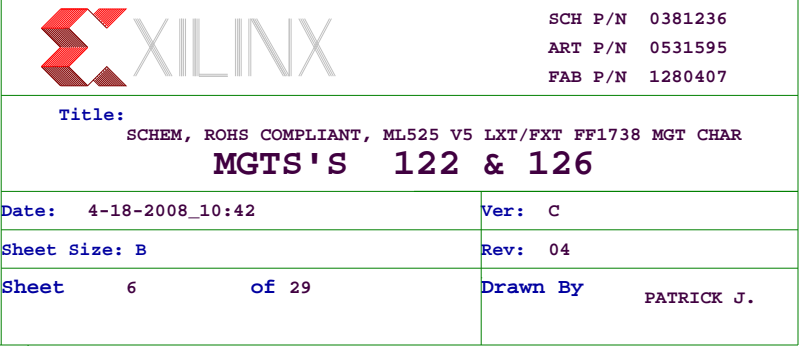 XILINX
SCH P/N 0381236
ART P/N 0531595
FAB P/N 1280407
Title:
SCHEM, ROHS COMPLIANT, ML525 V5 LXT/FXT FF1738 MGT CHAR
MGTS'S 122 & 126
Date: 4-18-2008_10:42 Ver: C
Sheet Size: B Rev: 04
Sheet 6 of 29 Drawn By PATRICK J.